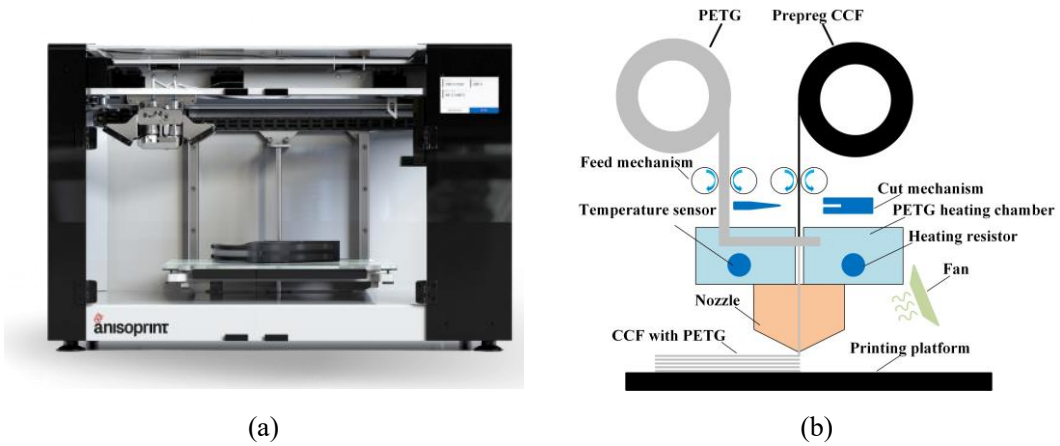 anisoprint
(a)
PETG
Prepreg CCF
Feed mechanism
Cut mechanism
Temperature sensor
PETG heating chamber
Heating resistor
Fan
Nozzle
CCF with PETG
Printing platform
(b)